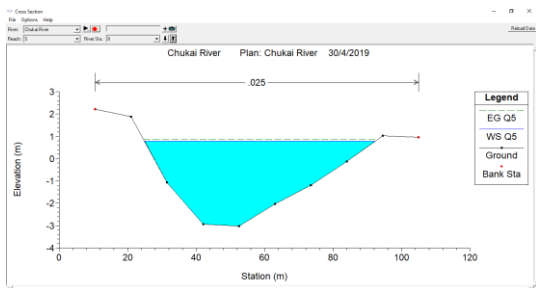 Cross Section
File Options Help
River: Chukai River
Reload Data
Reach: River Sta.:
Chukai River Plan: Chukai River 30/4/2019
.025
Legend
EG Q5
WS Q5
Ground
Bank Sta
Elevation (m)
3
2
1
0
-1
-2
-3
-4
0 20 40 60 80 100 120
Station (m)